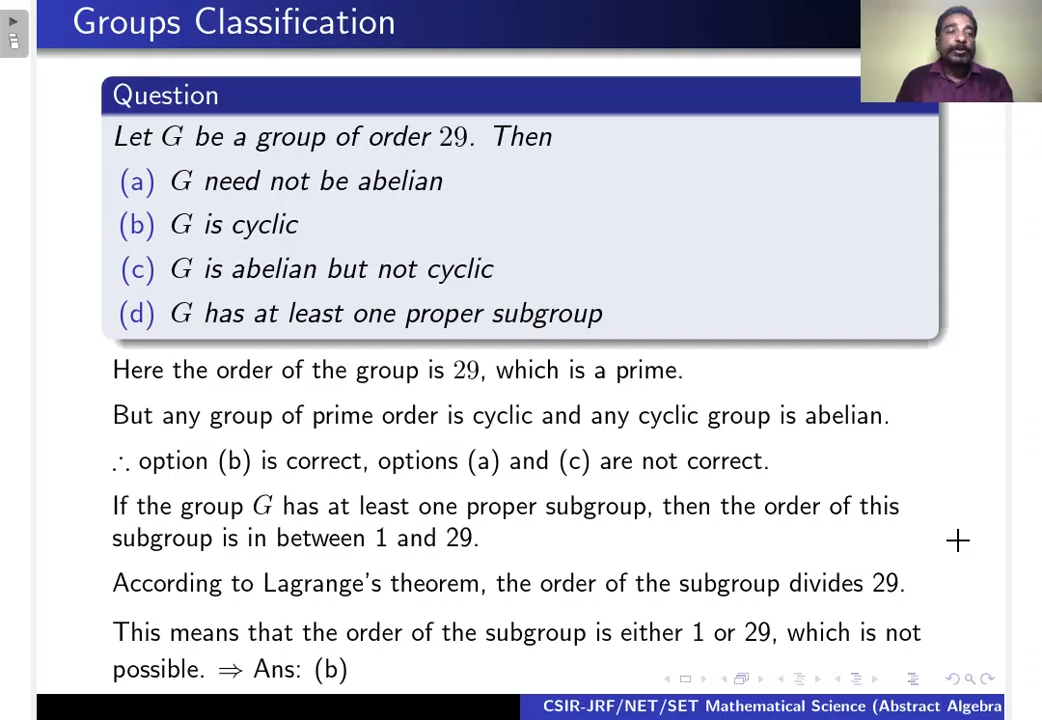 Groups Classification
Question
Let G be a group of order 29. Then
(a) G need not be abelian
(b) G is cyclic
(c) G is abelian but not cyclic
(d) G has at least one proper subgroup
Here the order of the group is 29, which is a prime.
But any group of prime order is cyclic and any cyclic group is abelian.
∴ option (b) is correct, options (a) and (c) are not correct.
If the group G has at least one proper subgroup, then the order of this
subgroup is in between 1 and 29.
According to Lagrange's theorem, the order of the subgroup divides 29.
This means that the order of the subgroup is either 1 or 29, which is not
possible. ⇒ Ans: (b)
CSIR-JRF/NET/SET Mathematical Science (Abstract Algebra